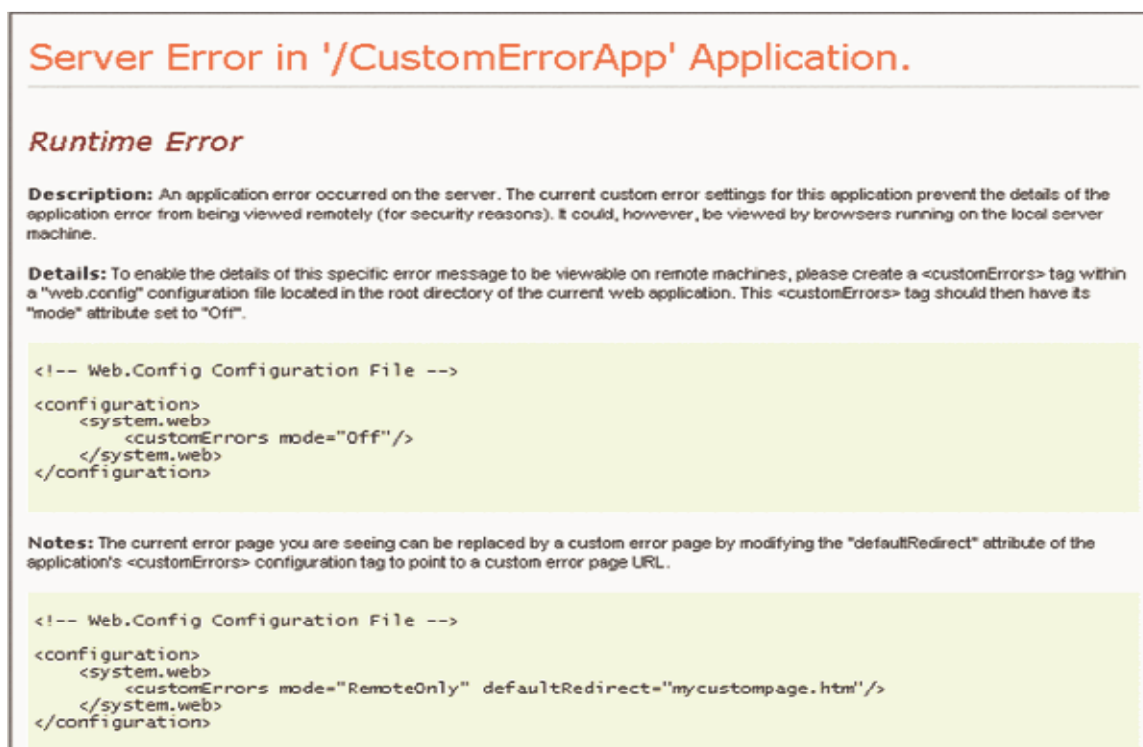 Server Error in '/CustomErrorApp' Application.
Runtime Error
Description: An application error occurred on the server. The current custom error settings for this application prevent the details of the
application error from being viewed remotely (for security reasons). It could, however, be viewed by browsers running on the local server
machine.
Details: To enable the details of this specific error message to be viewable on remote machines, please create a <customErrors> tag within
a "web.config" configuration file located in the root directory of the current web application. This <customErrors> tag should then have its
"mode" attribute set to "Off".
<!-- Web.Config Configuration File -->
<configuration>
    <system.web>
        <customErrors mode="Off"/>
    </system.web>
</configuration>
Notes: The current error page you are seeing can be replaced by a custom error page by modifying the "defaultRedirect" attribute of the
application's <customErrors> configuration tag to point to a custom error page URL.
<!-- Web.Config Configuration File -->
<configuration>
    <system.web>
        <customErrors mode="RemoteOnly" defaultRedirect="mycustompage.htm"/>
    </system.web>
</configuration>